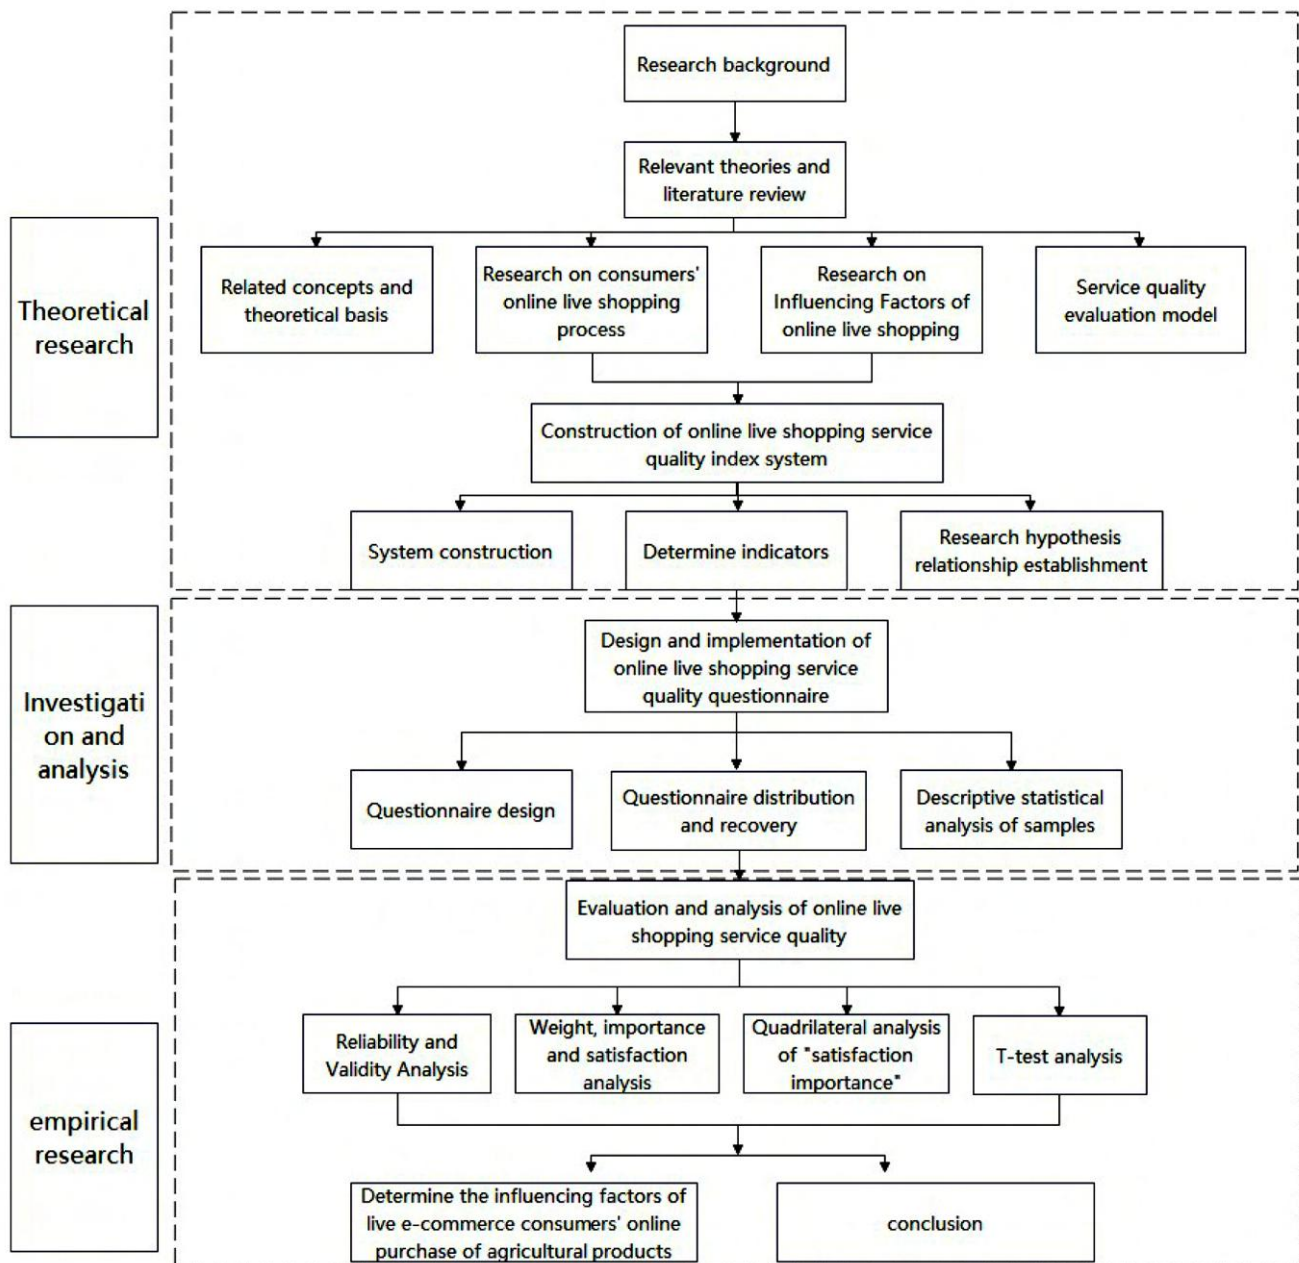 Research background
Relevant theories and
literature review
Related concepts and
theoretical basis
Research on consumers'
online live shopping
process
Research on
Influencing Factors of
online live shopping
Service quality
evaluation model
Theoretical
research
Construction of online live shopping service
quality index system
System construction
Determine indicators
Research hypothesis
relationship establishment
Investigati
on and
analysis
Design and implementation of
online live shopping service
quality questionnaire
Questionnaire design
Questionnaire distribution
and recovery
Descriptive statistical
analysis of samples
empirical
research
Evaluation and analysis of online live
shopping service quality
Reliability and
Validity Analysis
Weight, importance
and satisfaction
analysis
Quadrilateral analysis
of "satisfaction
importance"
T-test analysis
Determine the influencing factors of
live e-commerce consumers' online
purchase of agricultural products
conclusion